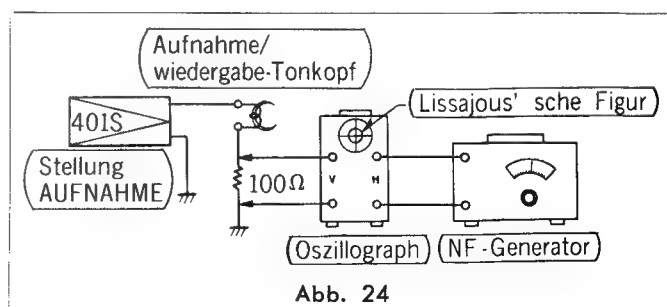 Aufnahme/
wiedergabe-Tonkopf
Lissajous' sche Figur
401S
Stellung
AUFNAHME
100Ω
V H
Oszillograph
NF-Generator
Abb. 24